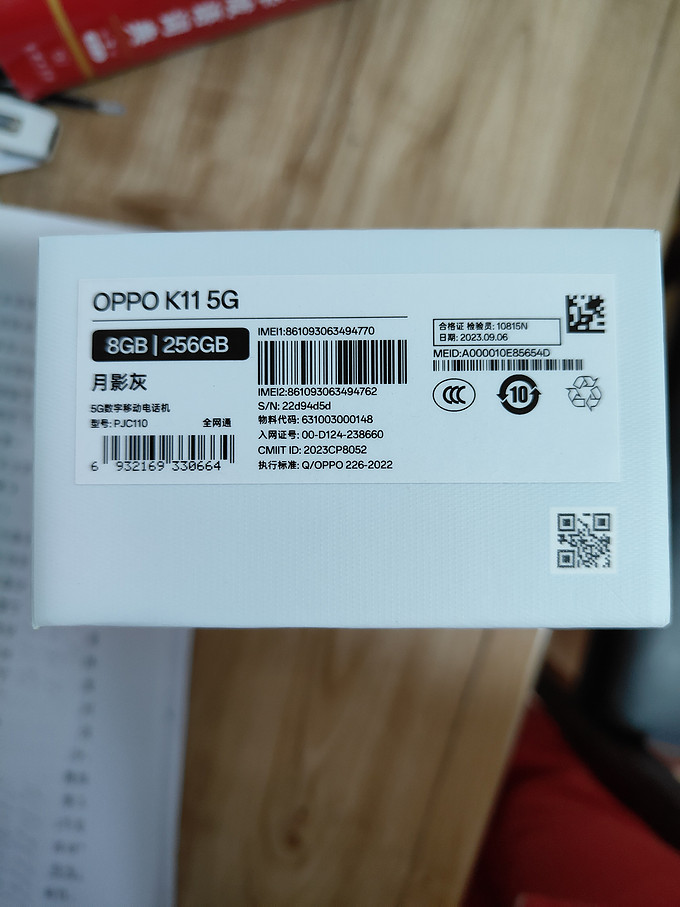 OPPO K11 5G
8GB | 256GB
月影灰
5G数字移动电话机
型号: PJC110 全网通
6 932169 330664
IMEI1:861093063494770
IMEI2:861093063494762
S/N: 22d94d5d
物料代码: 631003000148
入网证号: 00-D124-238660
CMIIT ID: 2023CP8052
执行标准: Q/OPPO 226-2022
合格证 检验员: 10815N
日期: 2023.09.06
MEID:A000010E85654D
CCC
10